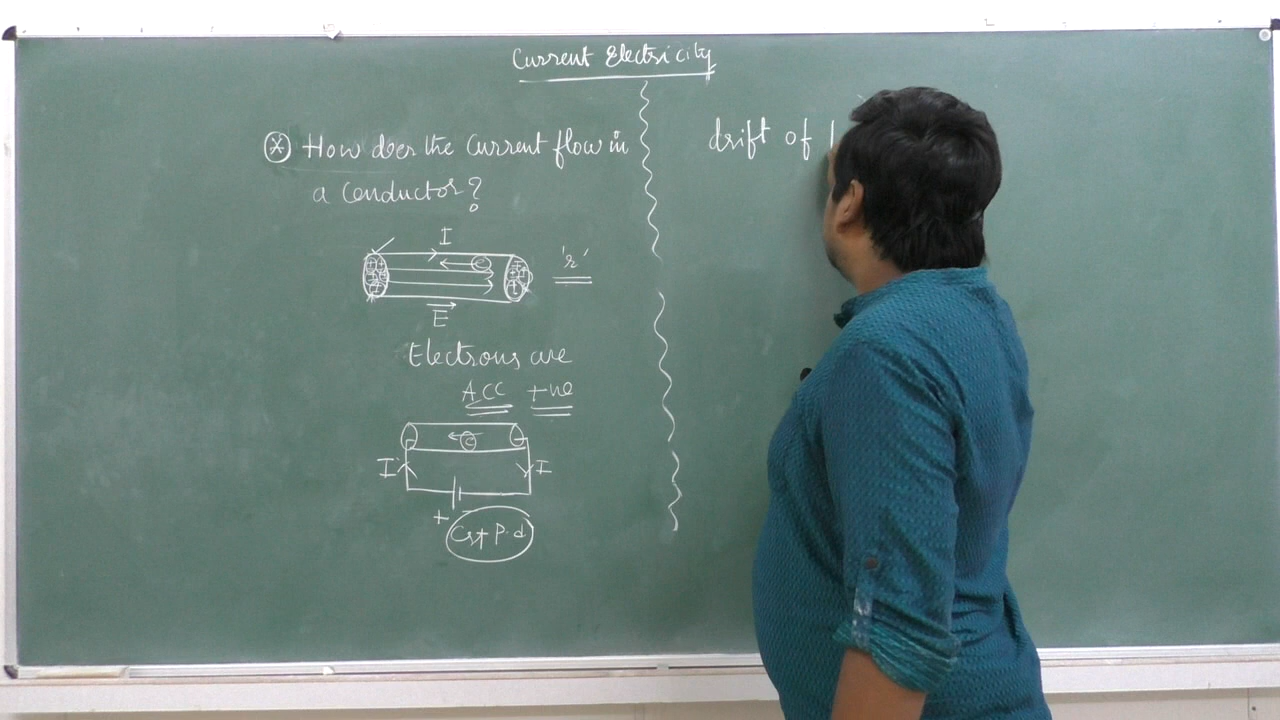 Current Electricity
How does the current flow in
a conductor?
I
E
'r'
Electrons are
Acc +ve
e
I I
+ -
Cst P.d
drift of